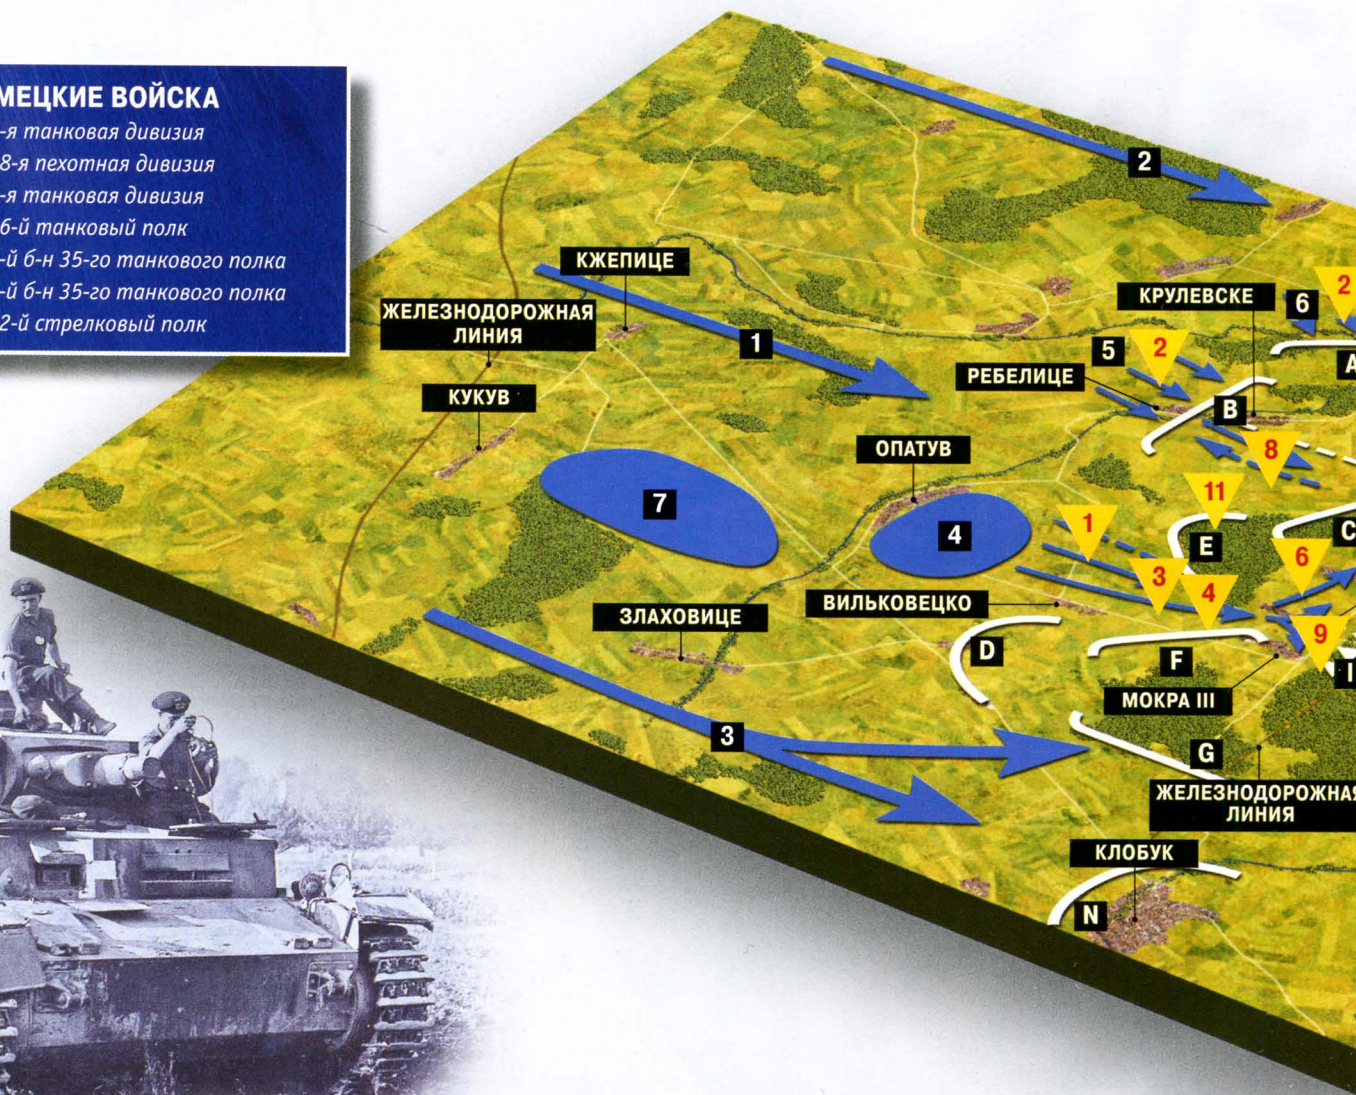 МЕЦКИЕ ВОЙСКА
-я танковая дивизия
8-я пехотная дивизия
-я танковая дивизия
6-й танковый полк
-й б-н 35-го танкового полка
-й б-н 35-го танкового полка
2-й стрелковый полк
2
КЖЕПИЦЕ
ЖЕЛЕЗНОДОРОЖНАЯ
ЛИНИЯ
1
КУКУВ
КРУЛЕВСКЕ
6
2
5
2
A
РЕБЕЛИЦЕ
B
8
ОПАТУВ
7
4
11
1
E
C
6
3
4
9
ВИЛЬКОВЕЦКО
ЗЛАХОВИЦЕ
D
F
I
МОКРА III
3
G
ЖЕЛЕЗНОДОРОЖНАЯ
ЛИНИЯ
КЛОБУК
N